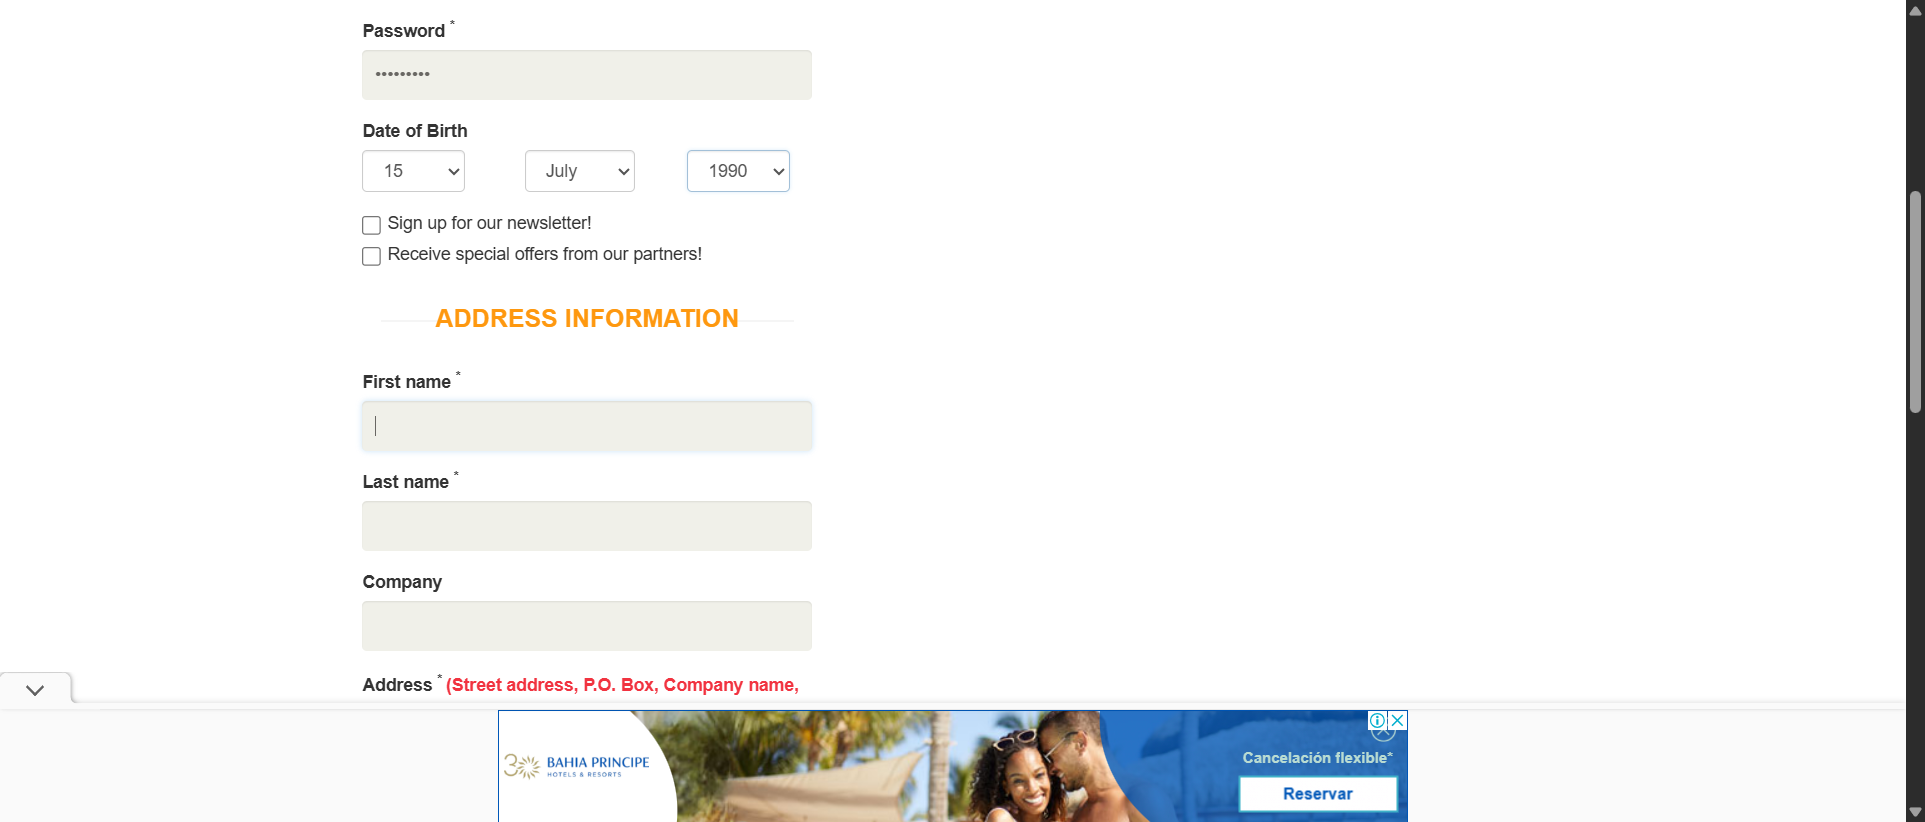 Password *
•••••••••
Date of Birth
15 July 1990
Sign up for our newsletter!
Receive special offers from our partners!
ADDRESS INFORMATION
First name *
Last name *
Company
Address * (Street address, P.O. Box, Company name,
30 BAHIA PRINCIPE
HOTELS & RESORTS
Cancelación flexible*
Reservar